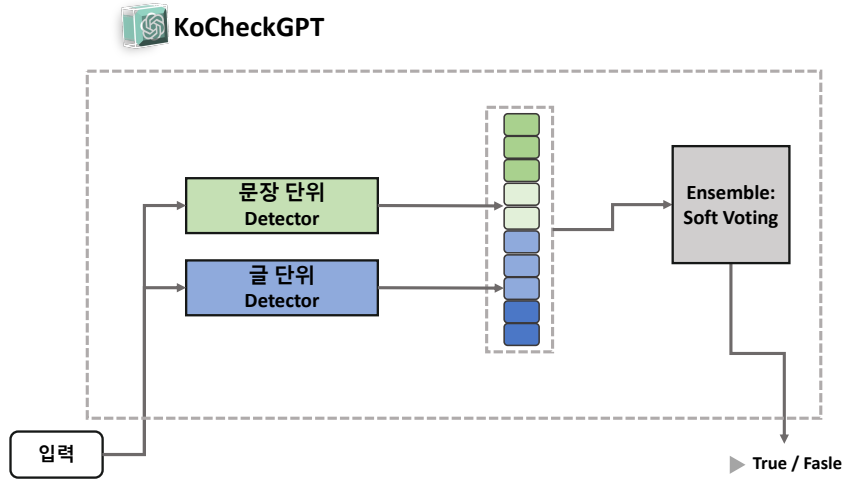 KoCheckGPT
문장 단위
Detector
글 단위
Detector
Ensemble:
Soft Voting
입력
True / Fasle